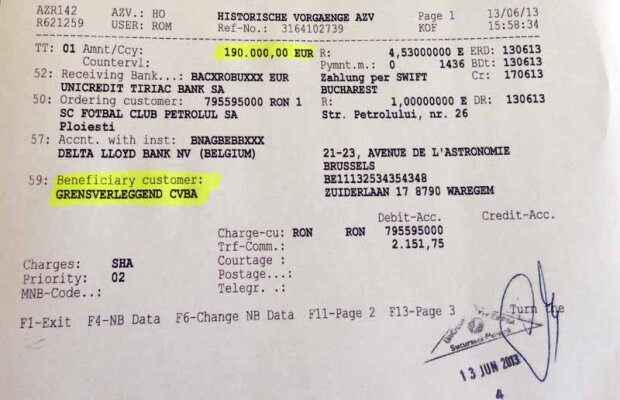 AZR142 AZV.: HO HISTORISCHE VORGAENGE AZV Page 1 13/06/13
R621259 USER: ROM Ref-No.: 3164102739 KOF 15:58:34
TT: 01 Amnt/Ccy: 190.000,00 EUR R: 4,53000000 E ERD: 130613
Countervl: Pymnt.m.: 0 1436 BDt: 130613
52: Receiving Bank...: BACXROBUXXX EUR Zahlung per SWIFT Cr: 170613
UNICREDIT TIRIAC BANK SA BUCHAREST
50: Ordering customer: 795595000 RON 1 R: 1,00000000 E DR: 130613
SC FOTBAL CLUB PETROLUL SA Str. Petrolului, nr. 26
Ploiesti
57: Accnt. with inst: BNAGBEBBXXX
DELTA LLOYD BANK NV (BELGIUM) 21-23, AVENUE DE L'ASTRONOMIE
BRUSSELS
59: Beneficiary customer: BE11132534354348
GRENSVERLEGGEND CVBA ZUIDERLAAN 17 8790 WAREGEM
Debit-Acc. Credit-Acc.
Charge-cu: RON RON 795595000
Trf-Comm.: 2.151,75
Charges: SHA Courtage :
Priority: 02 Postage...:
MNB-Code..: Telegr. .:
F1-Exit F4-NB Data F6-Change NB Data F11-Page 2 F13-Page 3 Turn the
Sucursala
13 JUN 2013
4